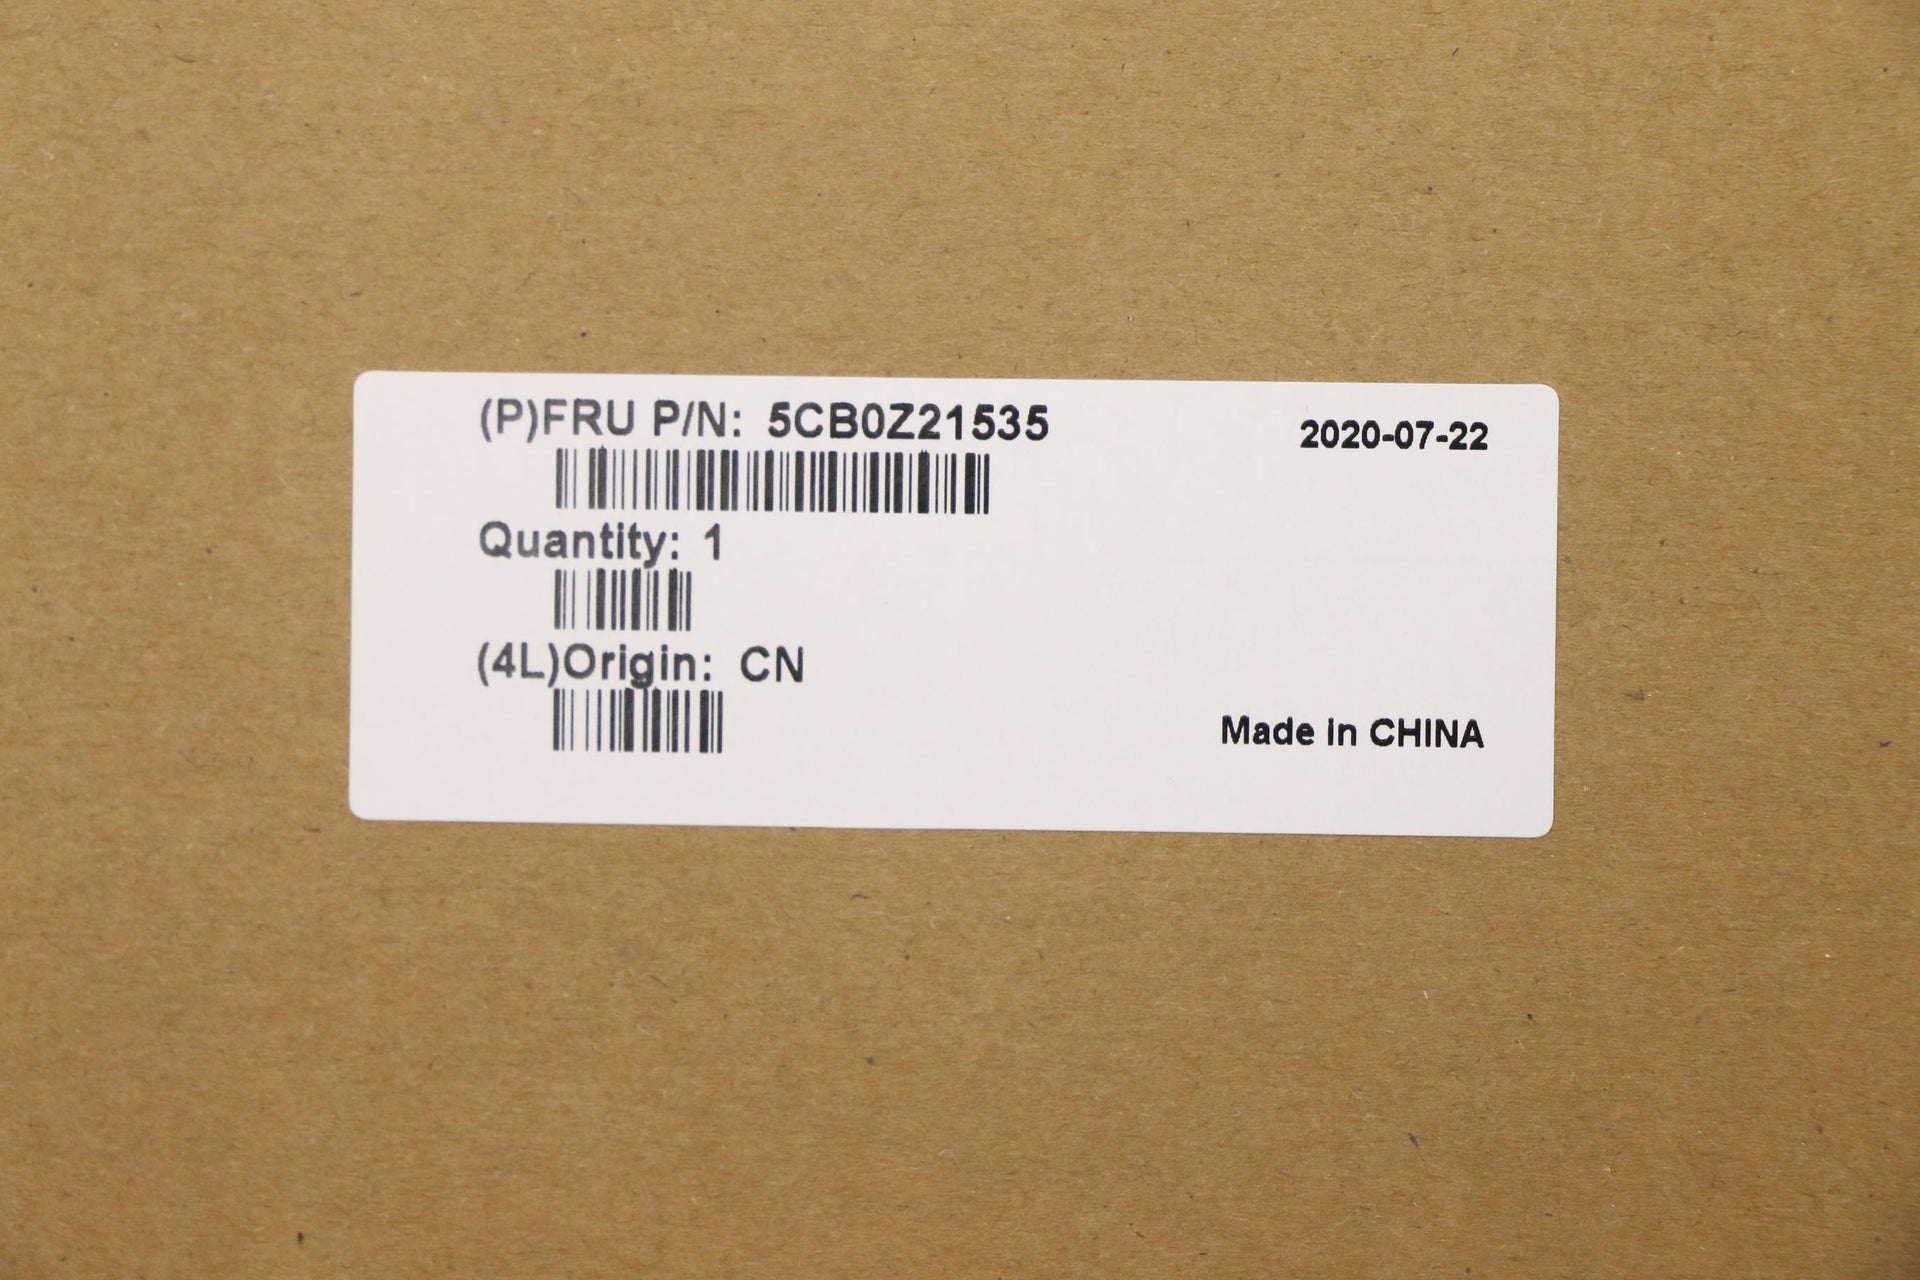 (P)FRU P/N: 5CB0Z21535
2020-07-22
Quantity: 1
(4L)Origin: CN
Made in CHINA